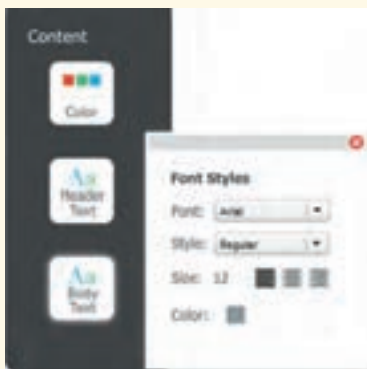 Content
Color
Aa
Header
Text
Aa
Body
Text
Font Styles
Font: Arial
Style: Regular
Size: 12
Color: